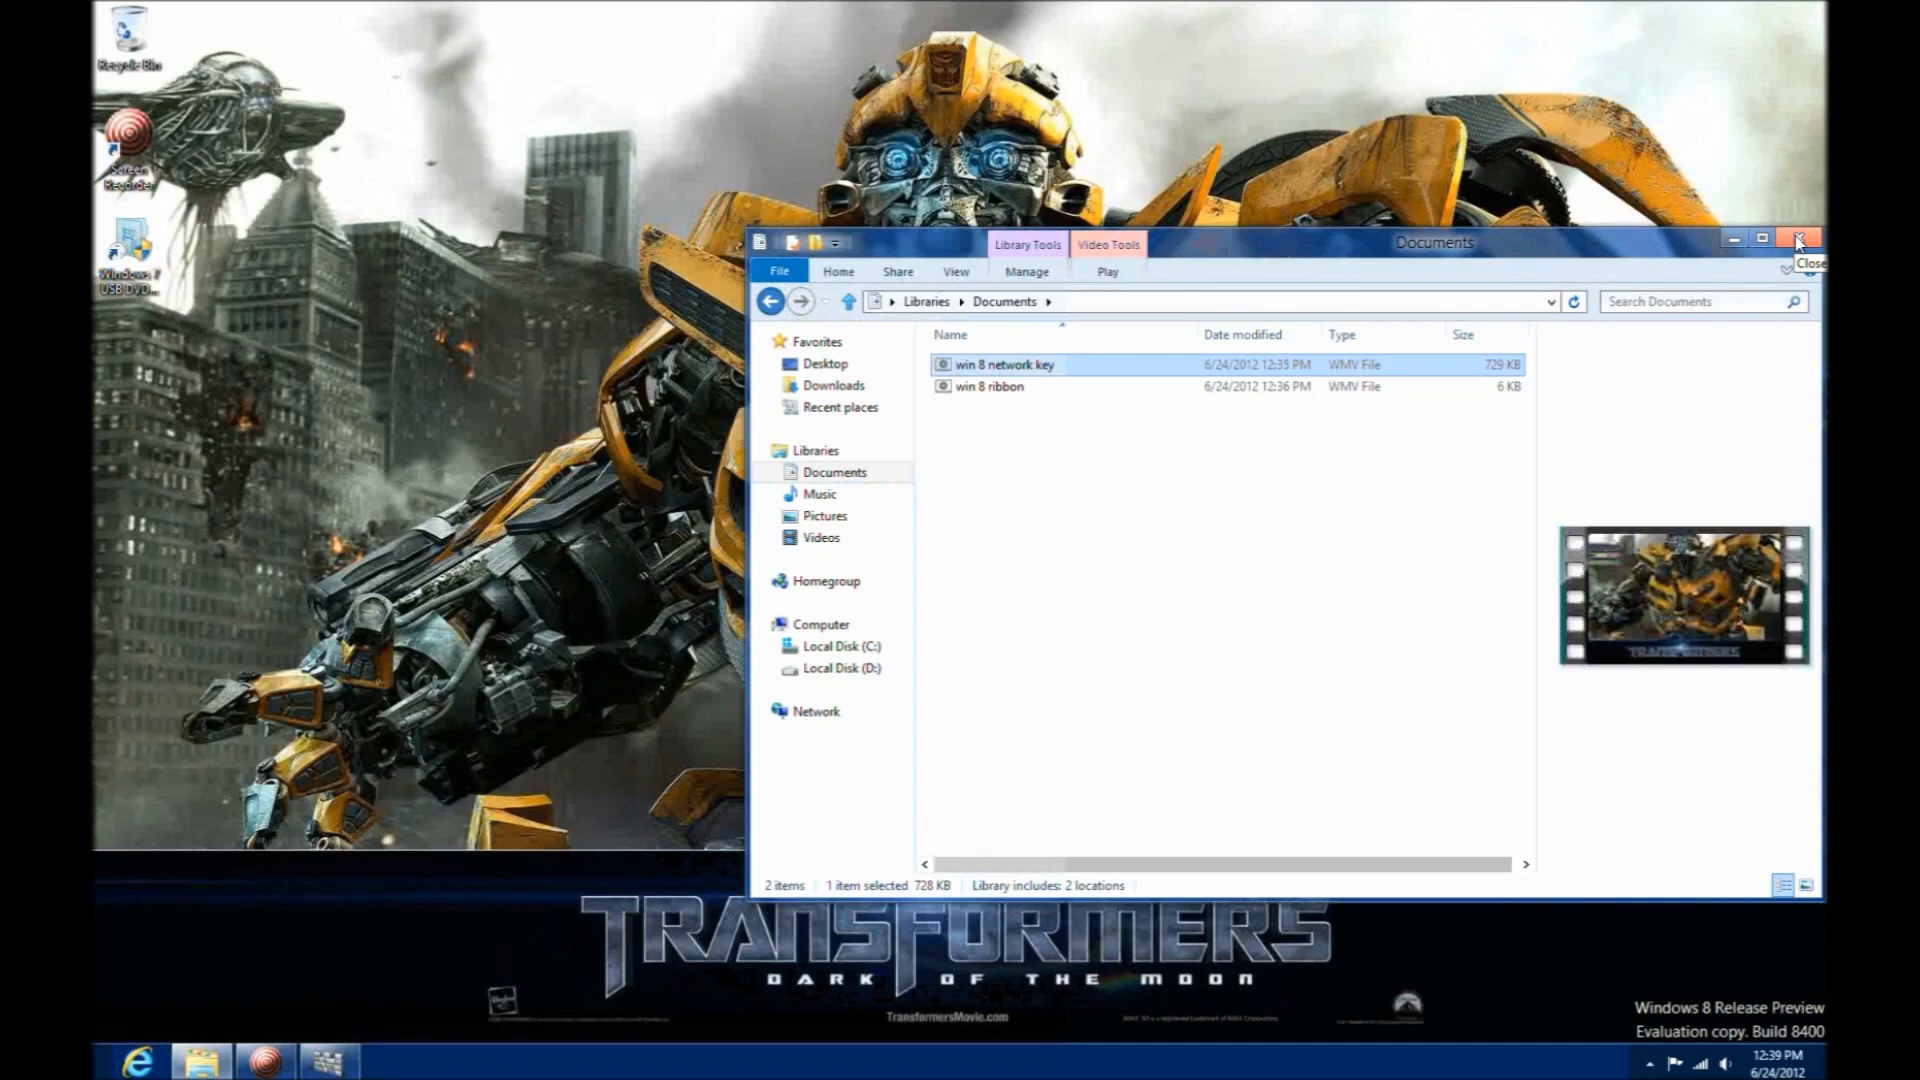 Recycle Bin
Screen
Recorder
Windows 7
USB DVD...
Library Tools
Video Tools
Documents
Close
File
Home
Share
View
Manage
Play
Libraries
Documents
Search Documents
Name
Date modified
Type
Size
win 8 network key
6/24/2012 12:35 PM
WMV File
729 KB
win 8 ribbon
6/24/2012 12:36 PM
WMV File
6 KB
Favorites
Desktop
Downloads
Recent places
Libraries
Documents
Music
Pictures
Videos
Homegroup
Computer
Local Disk (C:)
Local Disk (D:)
Network
TRANSFORMERS
2 items
1 item selected 728 KB
Library includes: 2 locations
TRANSFORMERS
DARK OF THE MOON
TransformersMovie.com
Windows 8 Release Preview
Evaluation copy. Build 8400
12:39 PM
6/24/2012